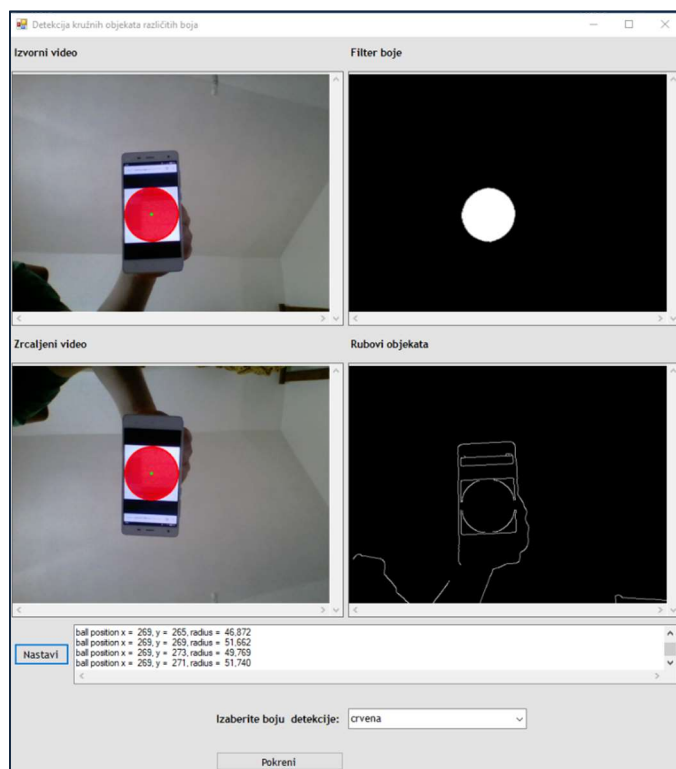 Detekcija kružnih objekata različitih boja
Izvorni video
Filter boje
Zrcaljeni video
Rubovi objekata
Nastavi
ball position x = 269, y = 265, radius = 46,872
ball position x = 269, y = 269, radius = 51,662
ball position x = 269, y = 273, radius = 49,769
ball position x = 269, y = 271, radius = 51,740
Izaberite boju detekcije:
crvena
Pokreni